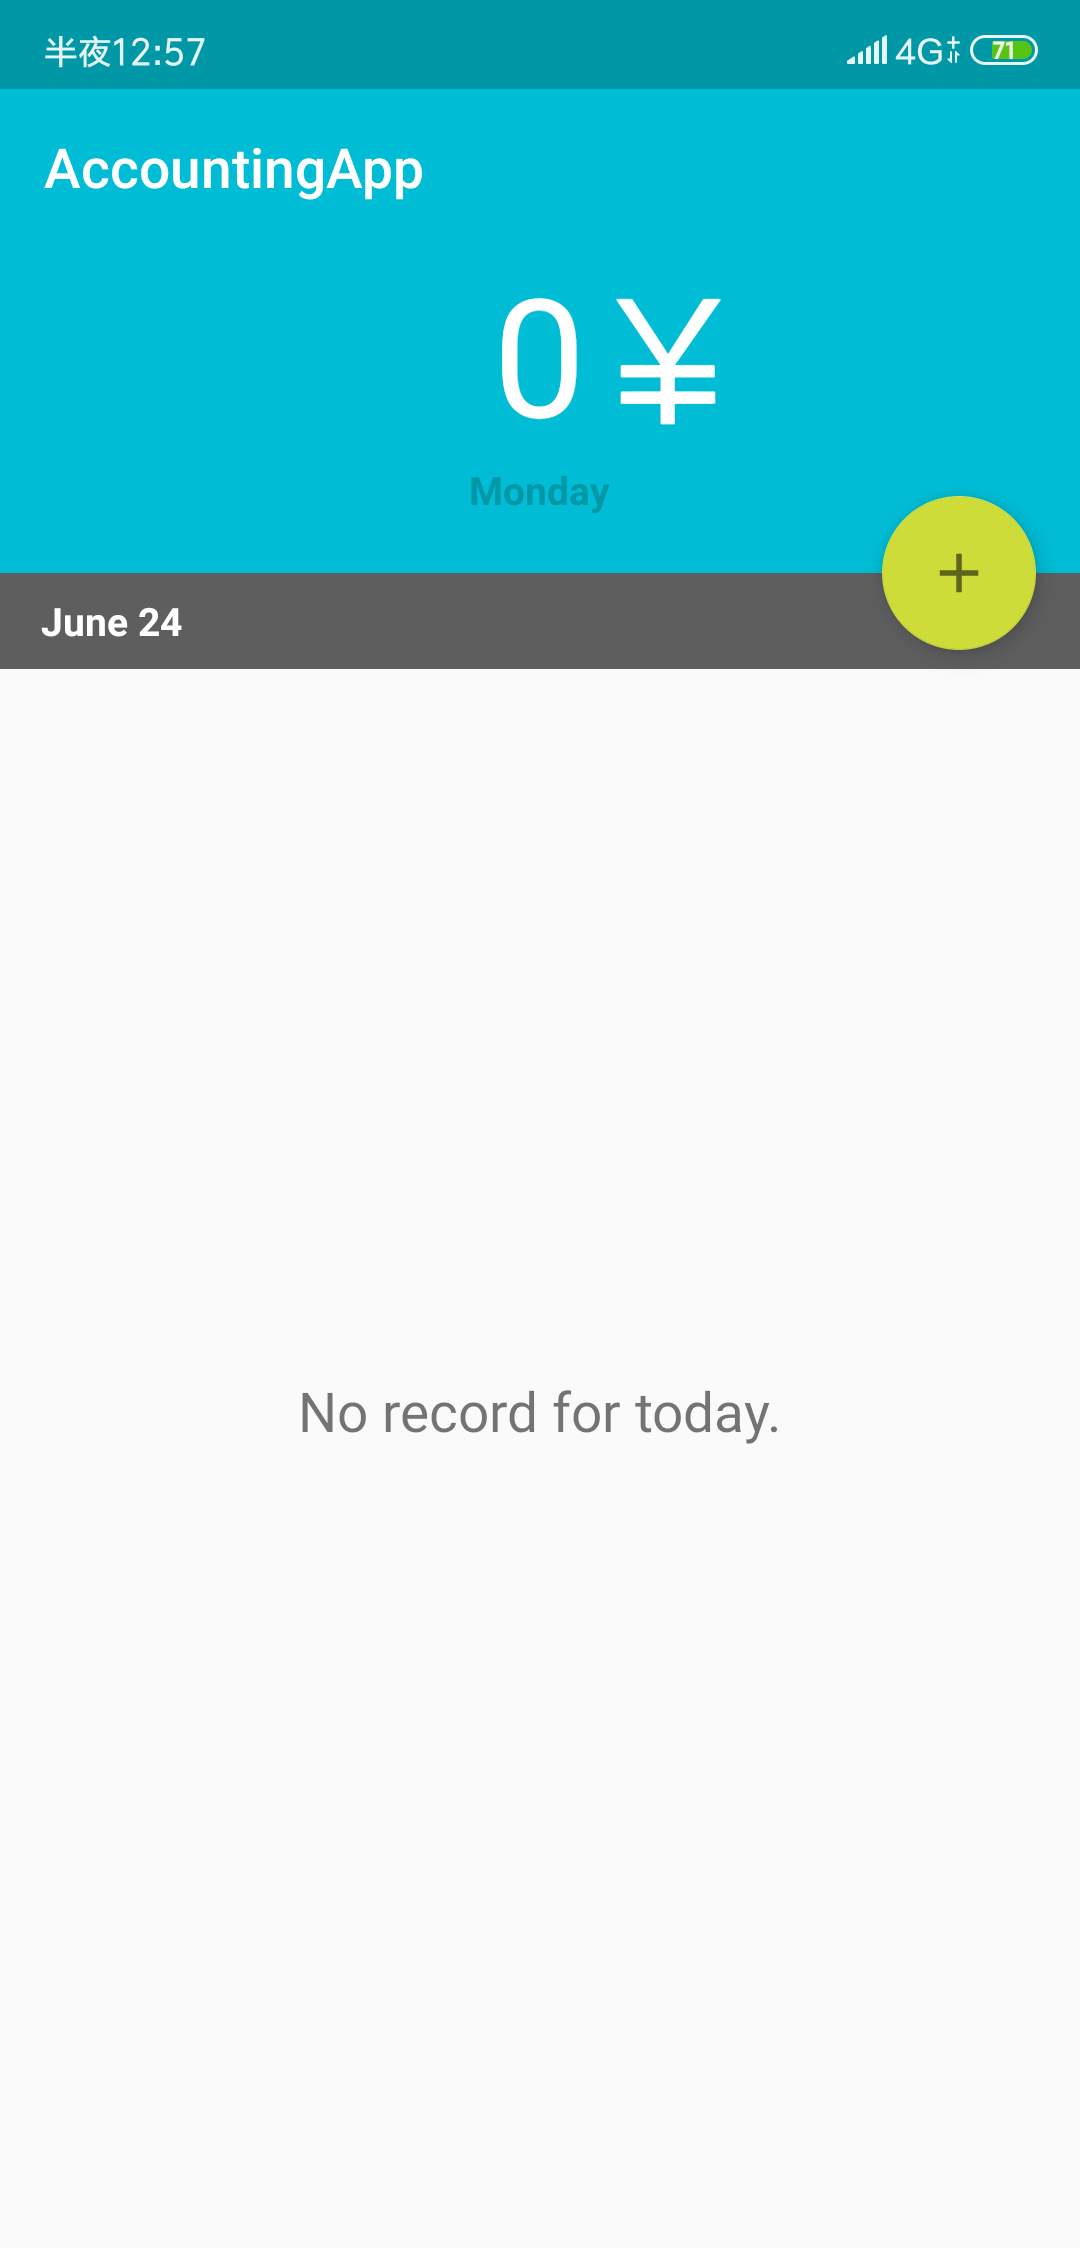 半夜12:57 4G 71
AccountingApp
0 ¥
Monday
June 24
No record for today.